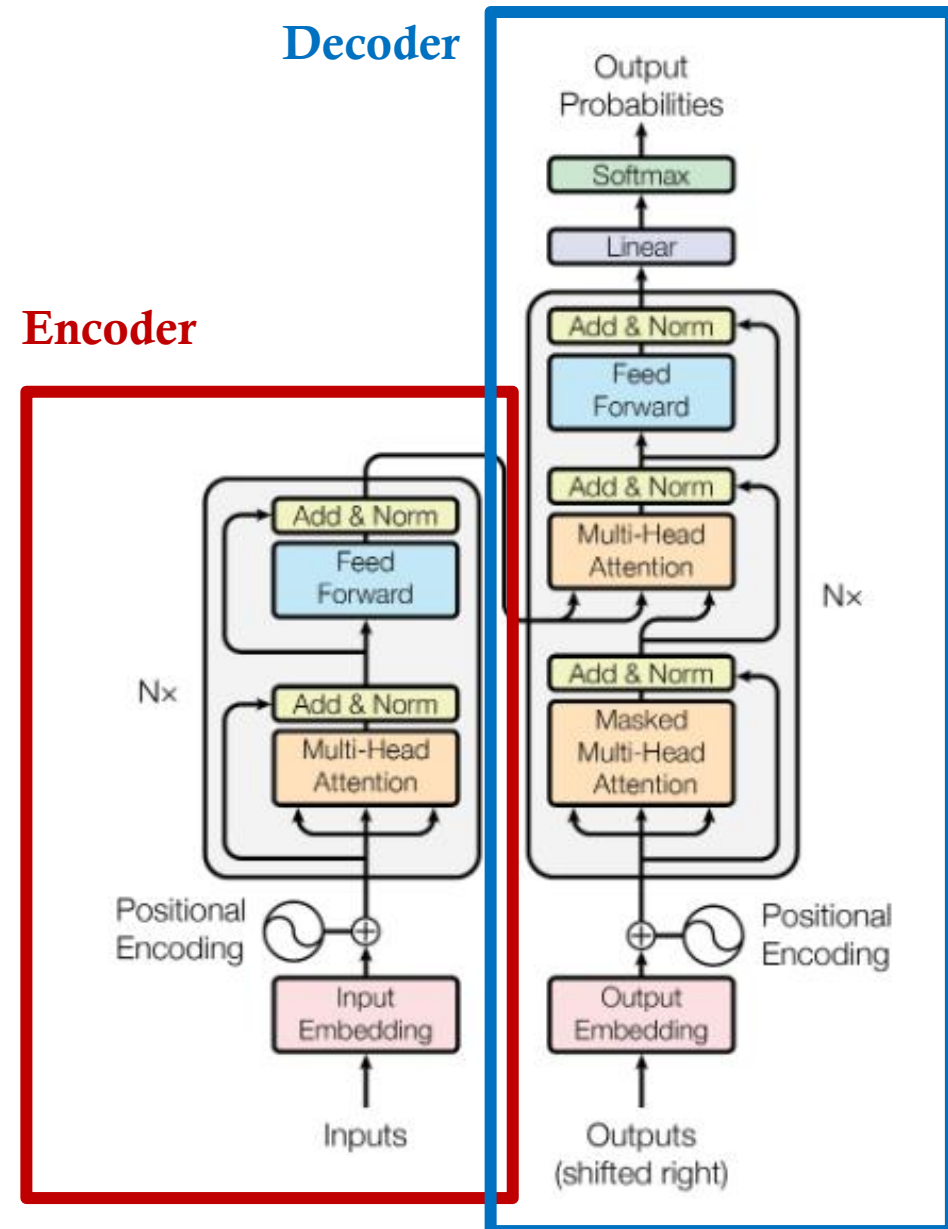 Decoder
Output
Probabilities
Softmax
Linear
Add & Norm
Feed
Forward
Add & Norm
Multi-Head
Attention
Nx
Add & Norm
Masked
Multi-Head
Attention
Positional
Encoding
Output
Embedding
Outputs
(shifted right)
Encoder
Add & Norm
Feed
Forward
Nx
Add & Norm
Multi-Head
Attention
Positional
Encoding
Input
Embedding
Inputs